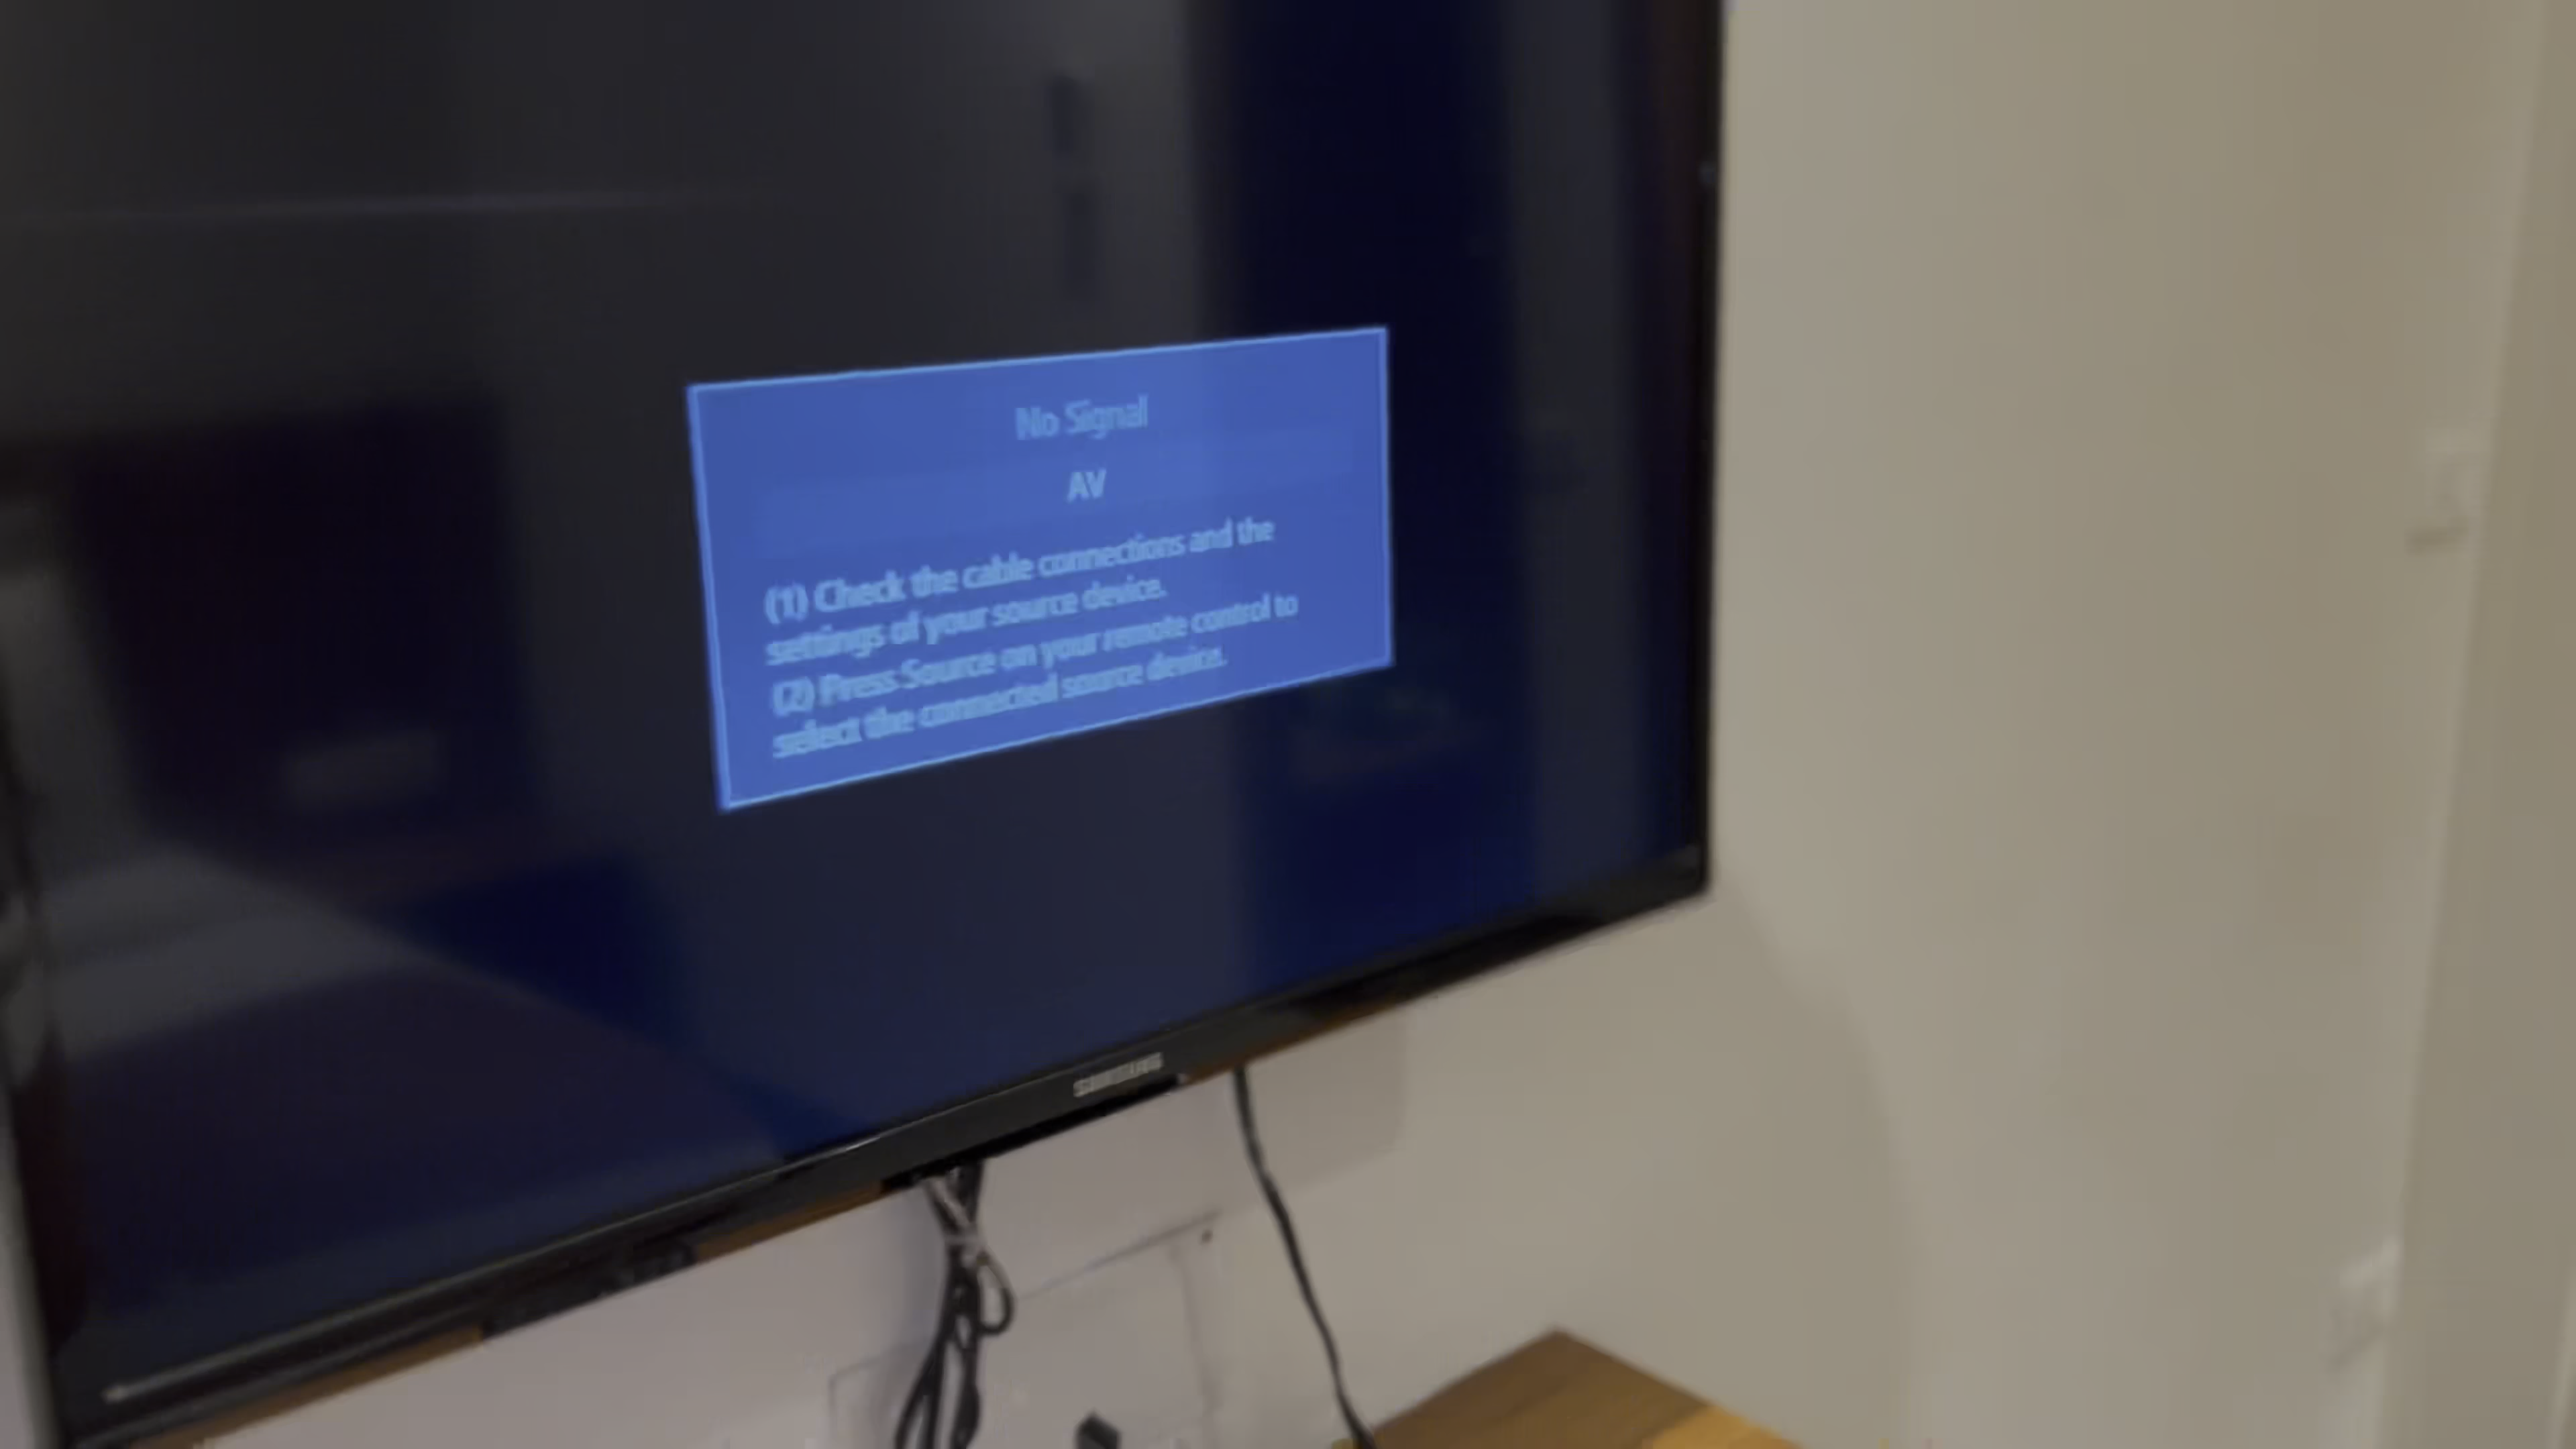 No Signal
AV
(1) Check the cable connections and the
settings of your source device.
(2) Press Source on your remote control to
select the connected source device.
SAMSUNG